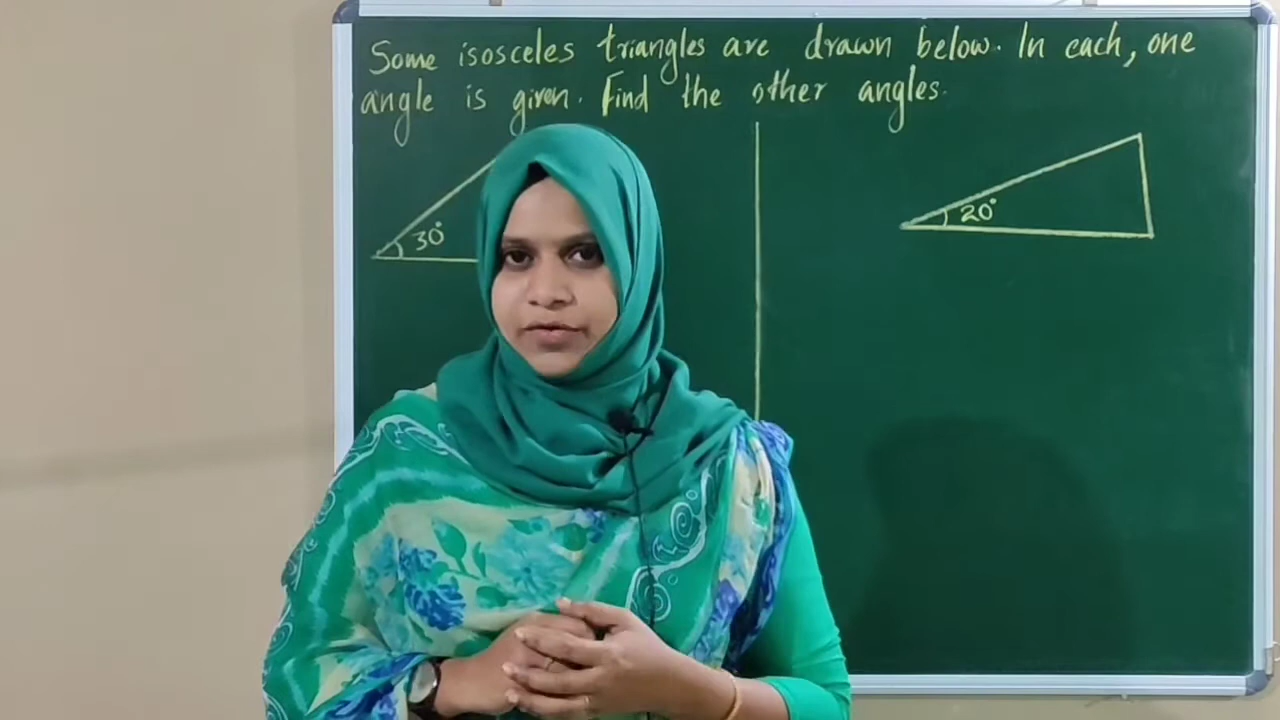 Some isosceles triangles are drawn below. In each, one
angle is given. Find the other angles.
30°
20°